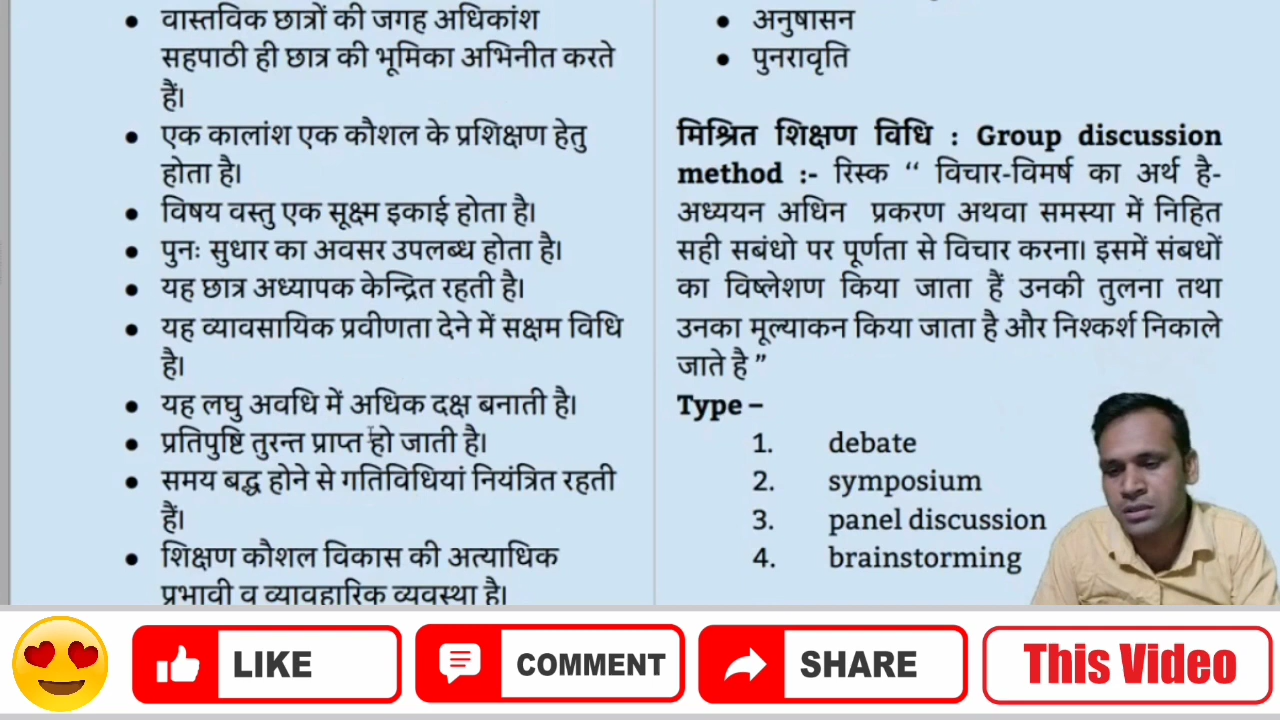 वास्तविक छात्रों की जगह अधिकांश
सहपाठी ही छात्र की भूमिका अभिनीत करते
हैं।
एक कालांश एक कौशल के प्रशिक्षण हेतु
होता है।
विषय वस्तु एक सूक्ष्म इकाई होता है।
पुनः सुधार का अवसर उपलब्ध होता है।
यह छात्र अध्यापक केन्द्रित रहती है।
यह व्यावसायिक प्रवीणता देने में सक्षम विधि
है।
यह लघु अवधि में अधिक दक्ष बनाती है।
प्रतिपुष्टि तुरन्त प्राप्त हो जाती है।
समय बद्ध होने से गतिविधियां नियंत्रित रहती
हैं।
शिक्षण कौशल विकास की अत्याधिक
प्रभावी व व्यावहारिक व्यवस्था है।
अनुषासन
पुनरावृति
मिश्रित शिक्षण विधि : Group discussion
method :- रिस्क ‘‘ विचार-विमर्ष का अर्थ है-
अध्ययन अधिन प्रकरण अथवा समस्या में निहित
सही सबंधो पर पूर्णता से विचार करना। इसमें संबधों
का विष्लेशण किया जाता हैं उनकी तुलना तथा
उनका मूल्याकन किया जाता है और निश्कर्श निकाले
जाते है ”
Type –
1. debate
2. symposium
3. panel discussion
4. brainstorming
LIKE
COMMENT
SHARE
This Video